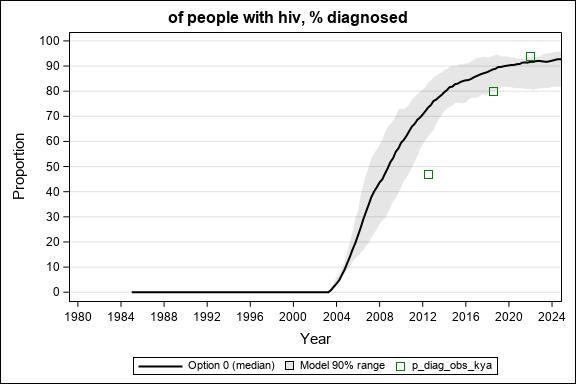 of people with hiv, % diagnosed
Proportion
100
90
80
70
60
50
40
30
20
10
0
1980 1984 1988 1992 1996 2000 2004 2008 2012 2016 2020 2024
Year
Option 0 (median) Model 90% range p_diag_obs_kya